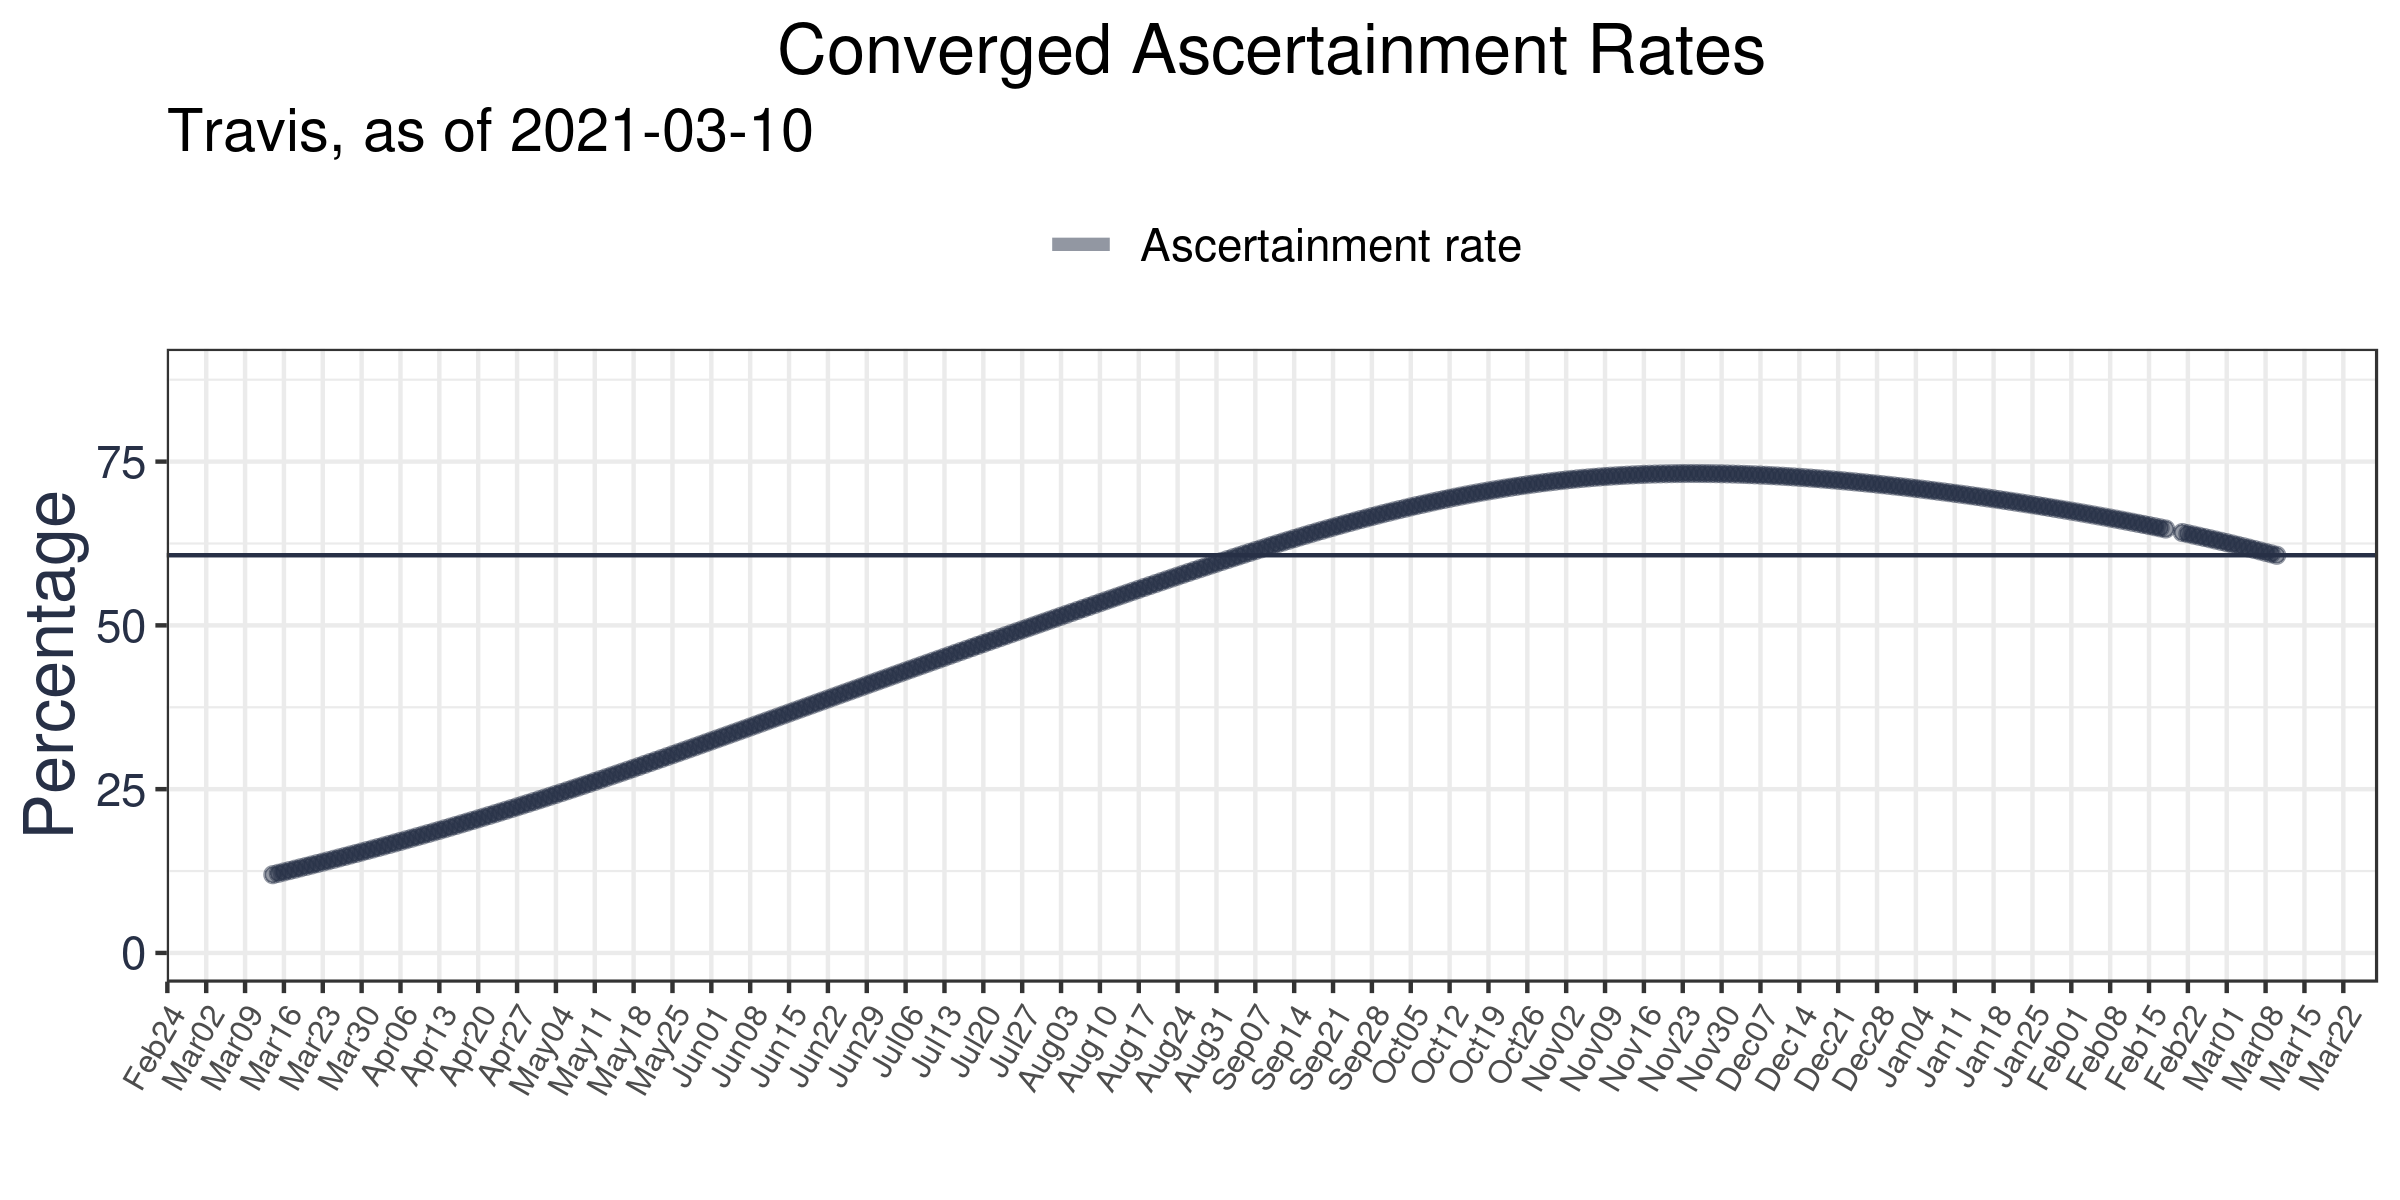 Converged Ascertainment Rates
Travis, as of 2021-03-10
Ascertainment rate
Percentage
75
50
25
0
Feb24 Mar02 Mar09 Mar16 Mar23 Mar30 Apr06 Apr13 Apr20 Apr27 May04 May11 May18 May25 Jun01 Jun08 Jun15 Jun22 Jun29 Jul06 Jul13 Jul20 Jul27 Aug03 Aug10 Aug17 Aug24 Aug31 Sep07 Sep14 Sep21 Sep28 Oct05 Oct12 Oct19 Oct26 Nov02 Nov09 Nov16 Nov23 Nov30 Dec07 Dec14 Dec21 Dec28 Jan04 Jan11 Jan18 Jan25 Feb01 Feb08 Feb15 Feb22 Mar01 Mar08 Mar15 Mar22